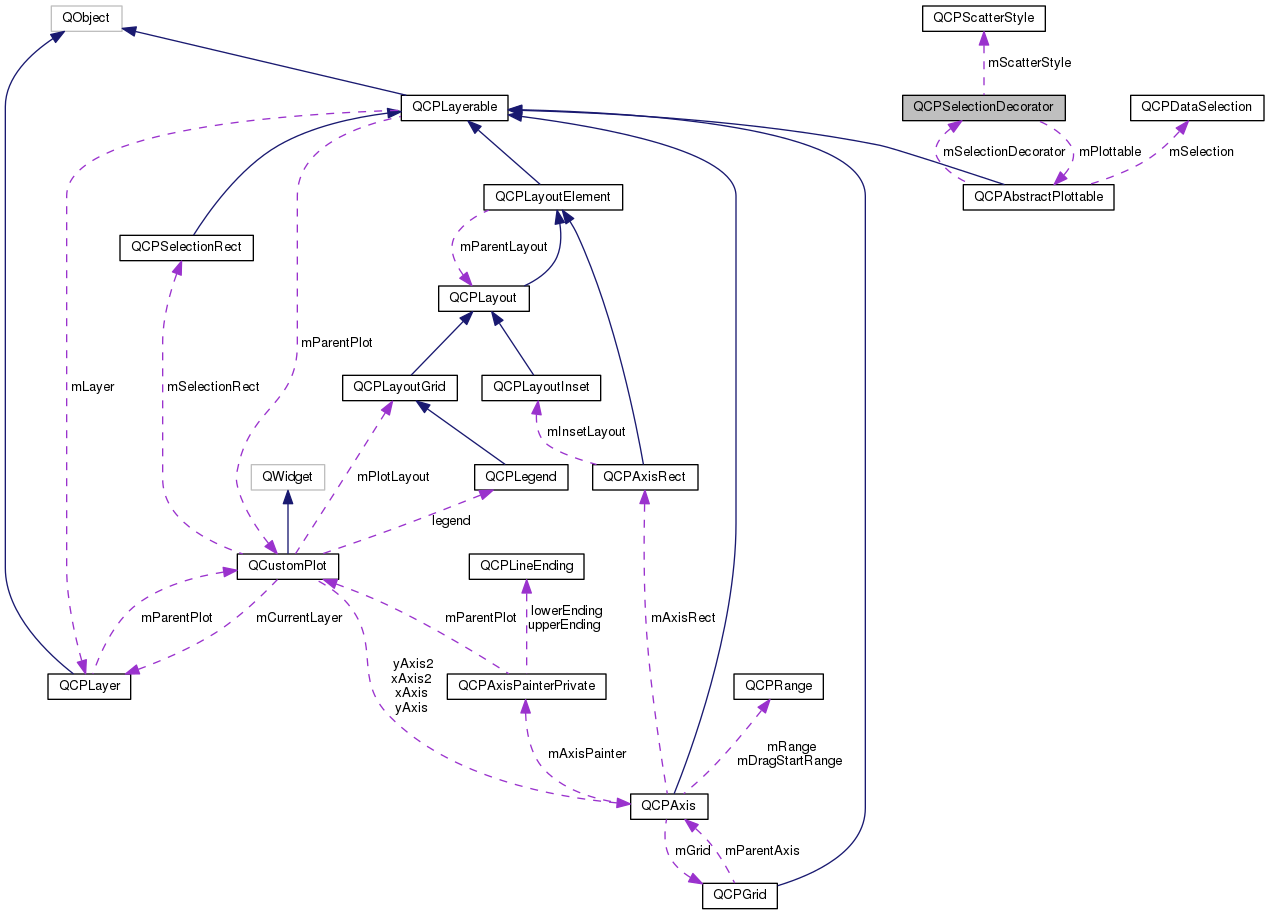 QObject
QCPScatterStyle
mScatterStyle
QCPLayerable
QCPSelectionDecorator
QCPDataSelection
mSelectionDecorator
mPlottable
mSelection
QCPLayoutElement
QCPAbstractPlottable
QCPSelectionRect
mParentLayout
QCPLayout
mParentPlot
mLayer
mSelectionRect
QCPLayoutGrid
QCPLayoutInset
mInsetLayout
QWidget
mPlotLayout
QCPLegend
QCPAxisRect
legend
QCustomPlot
QCPLineEnding
mParentPlot
mCurrentLayer
mParentPlot
lowerEnding
upperEnding
mAxisRect
yAxis2
xAxis2
xAxis
yAxis
QCPLayer
QCPAxisPainterPrivate
QCPRange
mAxisPainter
mRange
mDragStartRange
QCPAxis
mGrid
mParentAxis
QCPGrid